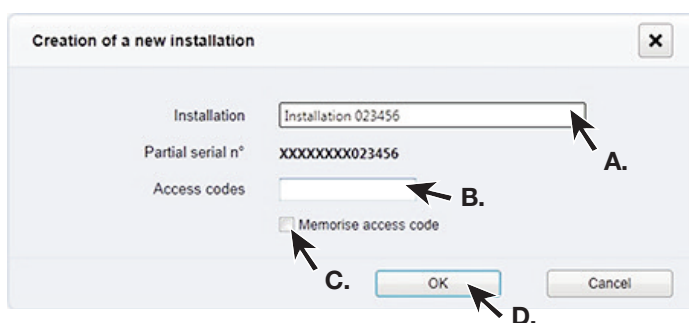 Creation of a new installation
Installation Installation 023456
A.
Partial serial n° XXXXXXXX023456
Access codes
B.
Memorise access code
C.
OK Cancel
D.